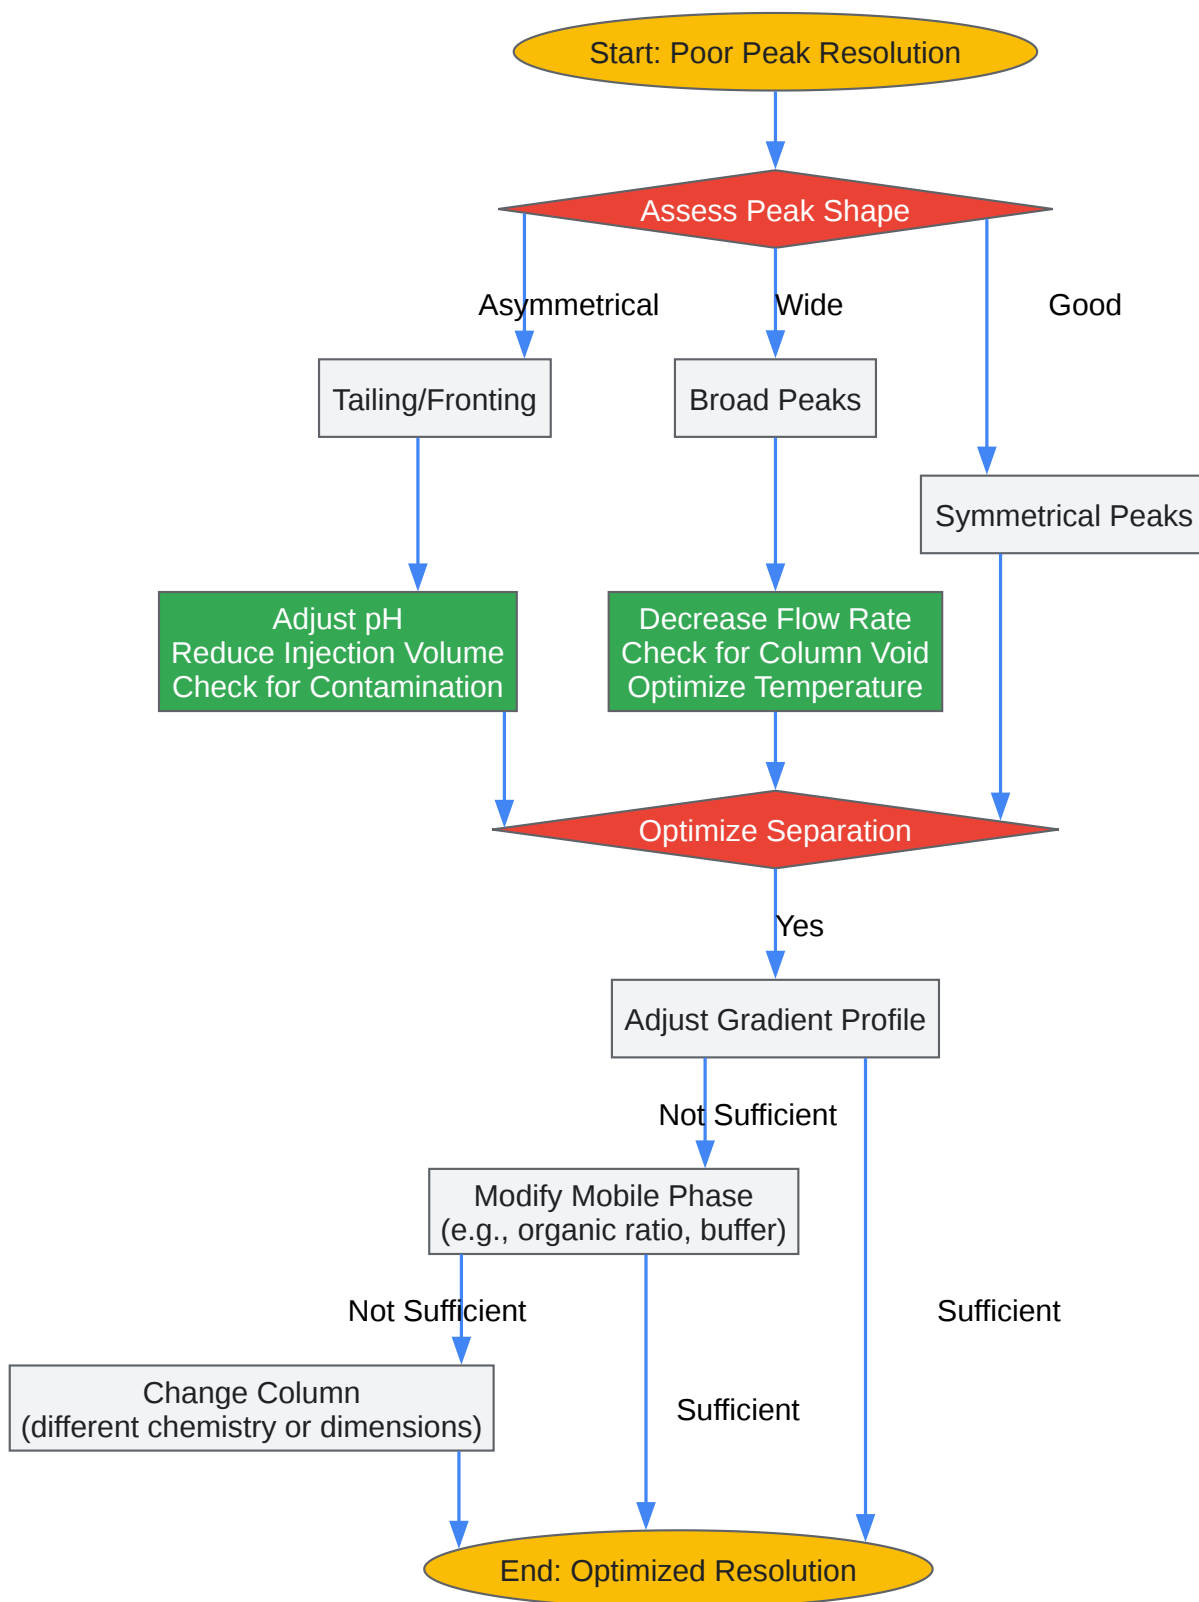 Start: Poor Peak Resolution
Assess Peak Shape
Asymmetrical
Wide
Good
Tailing/Fronting
Broad Peaks
Symmetrical Peaks
Adjust pH
Reduce Injection Volume
Check for Contamination
Decrease Flow Rate
Check for Column Void
Optimize Temperature
Optimize Separation
Yes
Adjust Gradient Profile
Not Sufficient
Modify Mobile Phase
(e.g., organic ratio, buffer)
Not Sufficient
Sufficient
Change Column
(different chemistry or dimensions)
Sufficient
End: Optimized Resolution